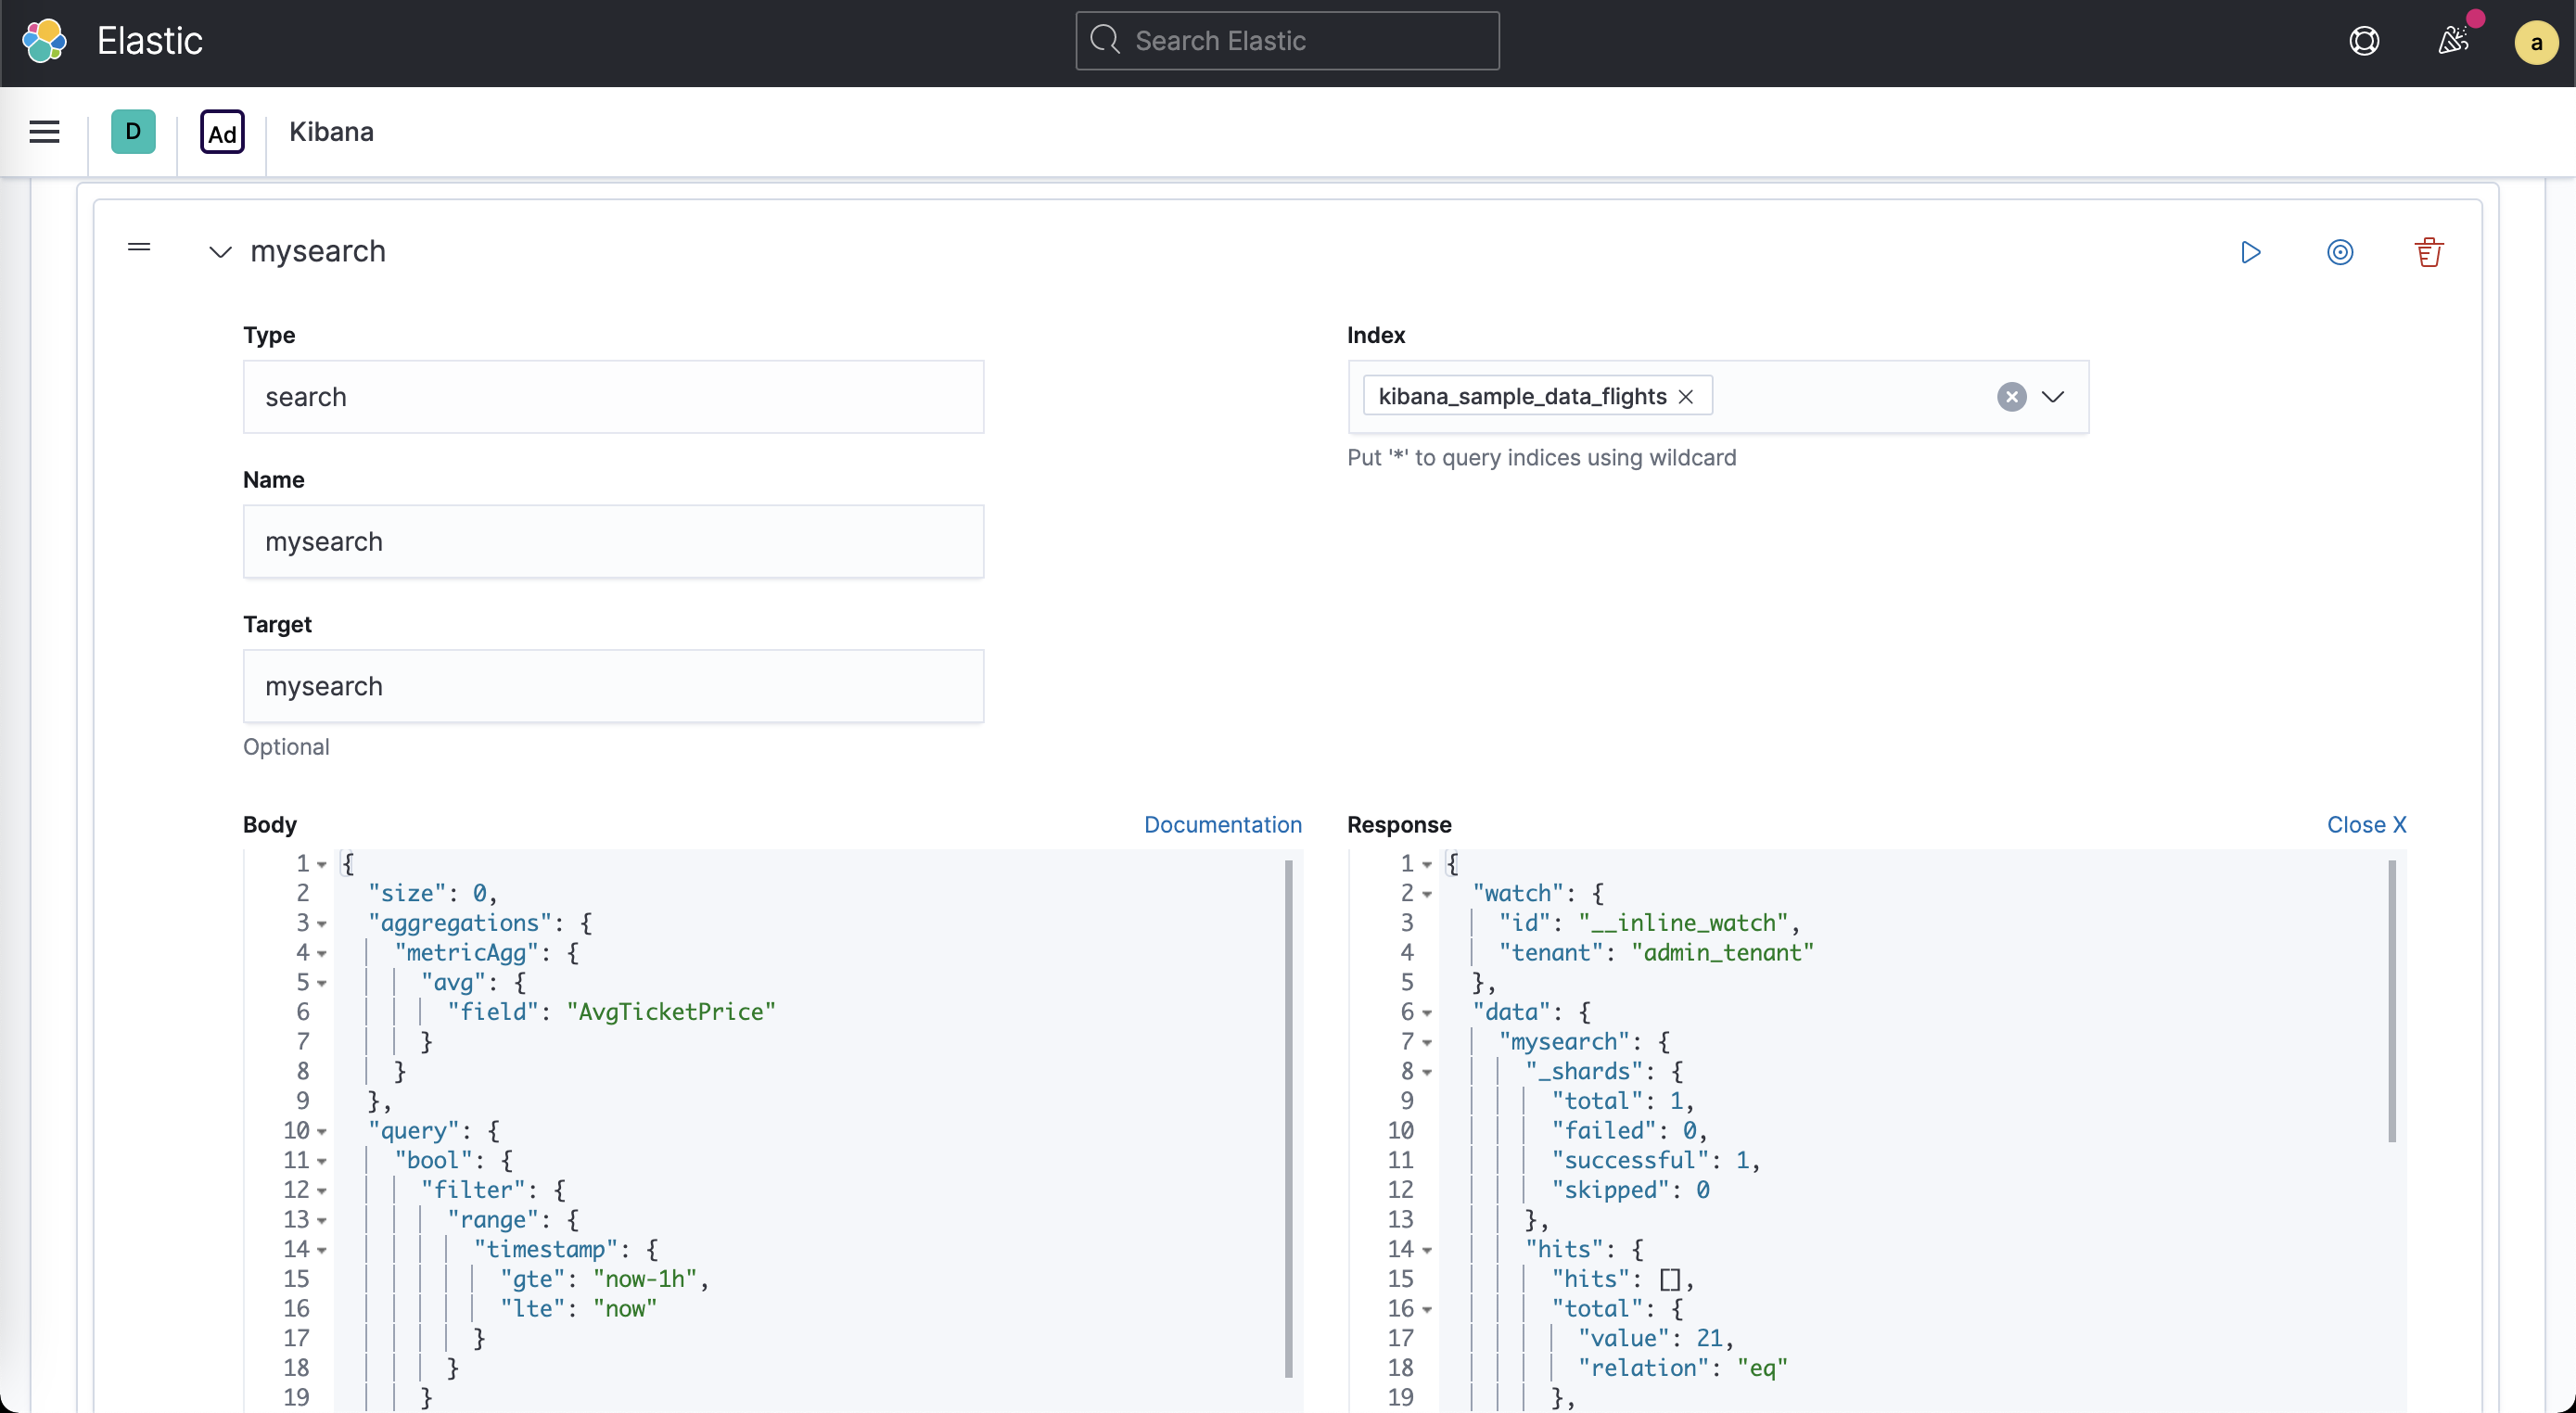 Elastic
Search Elastic
a
D
Ad
Kibana
mysearch
Type
search
Index
kibana_sample_data_flights
Put '*' to query indices using wildcard
Name
mysearch
Target
mysearch
Optional
Body
Documentation
1 {
2 "size": 0,
3 "aggregations": {
4 "metricAgg": {
5 "avg": {
6 "field": "AvgTicketPrice"
7 }
8 }
9 },
10 "query": {
11 "bool": {
12 "filter": {
13 "range": {
14 "timestamp": {
15 "gte": "now-1h",
16 "lte": "now"
17 }
18 }
19 }
Response
Close X
1 {
2 "watch": {
3 "id": "__inline_watch",
4 "tenant": "admin_tenant"
5 },
6 "data": {
7 "mysearch": {
8 "_shards": {
9 "total": 1,
10 "failed": 0,
11 "successful": 1,
12 "skipped": 0
13 },
14 "hits": {
15 "hits": [],
16 "total": {
17 "value": 21,
18 "relation": "eq"
19 },